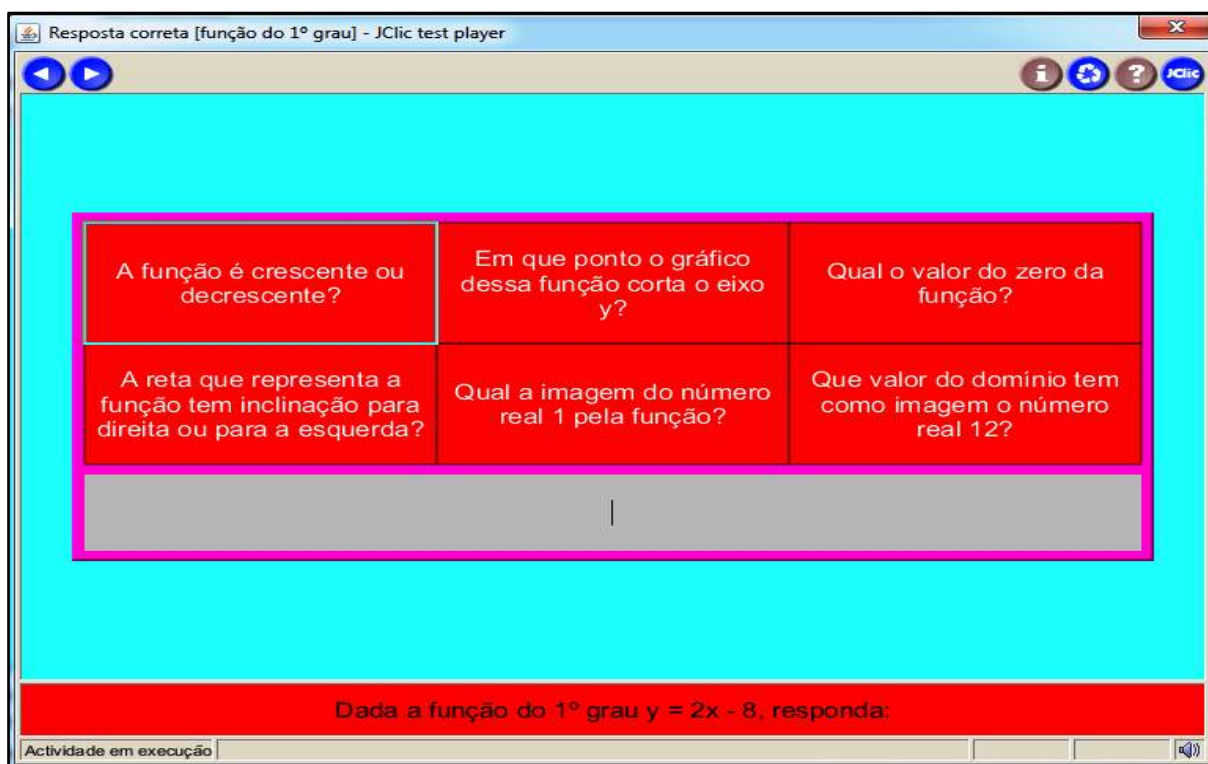 Resposta correta [função do 1º grau] - JClic test player
i
?
JClic
A função é crescente ou
decrescente?
Em que ponto o gráfico
dessa função corta o eixo
y?
Qual o valor do zero da
função?
A reta que representa a
função tem inclinação para
direita ou para a esquerda?
Qual a imagem do número
real 1 pela função?
Que valor do domínio tem
como imagem o número
real 12?
Dada a função do 1º grau y = 2x - 8, responda:
Actividade em execução